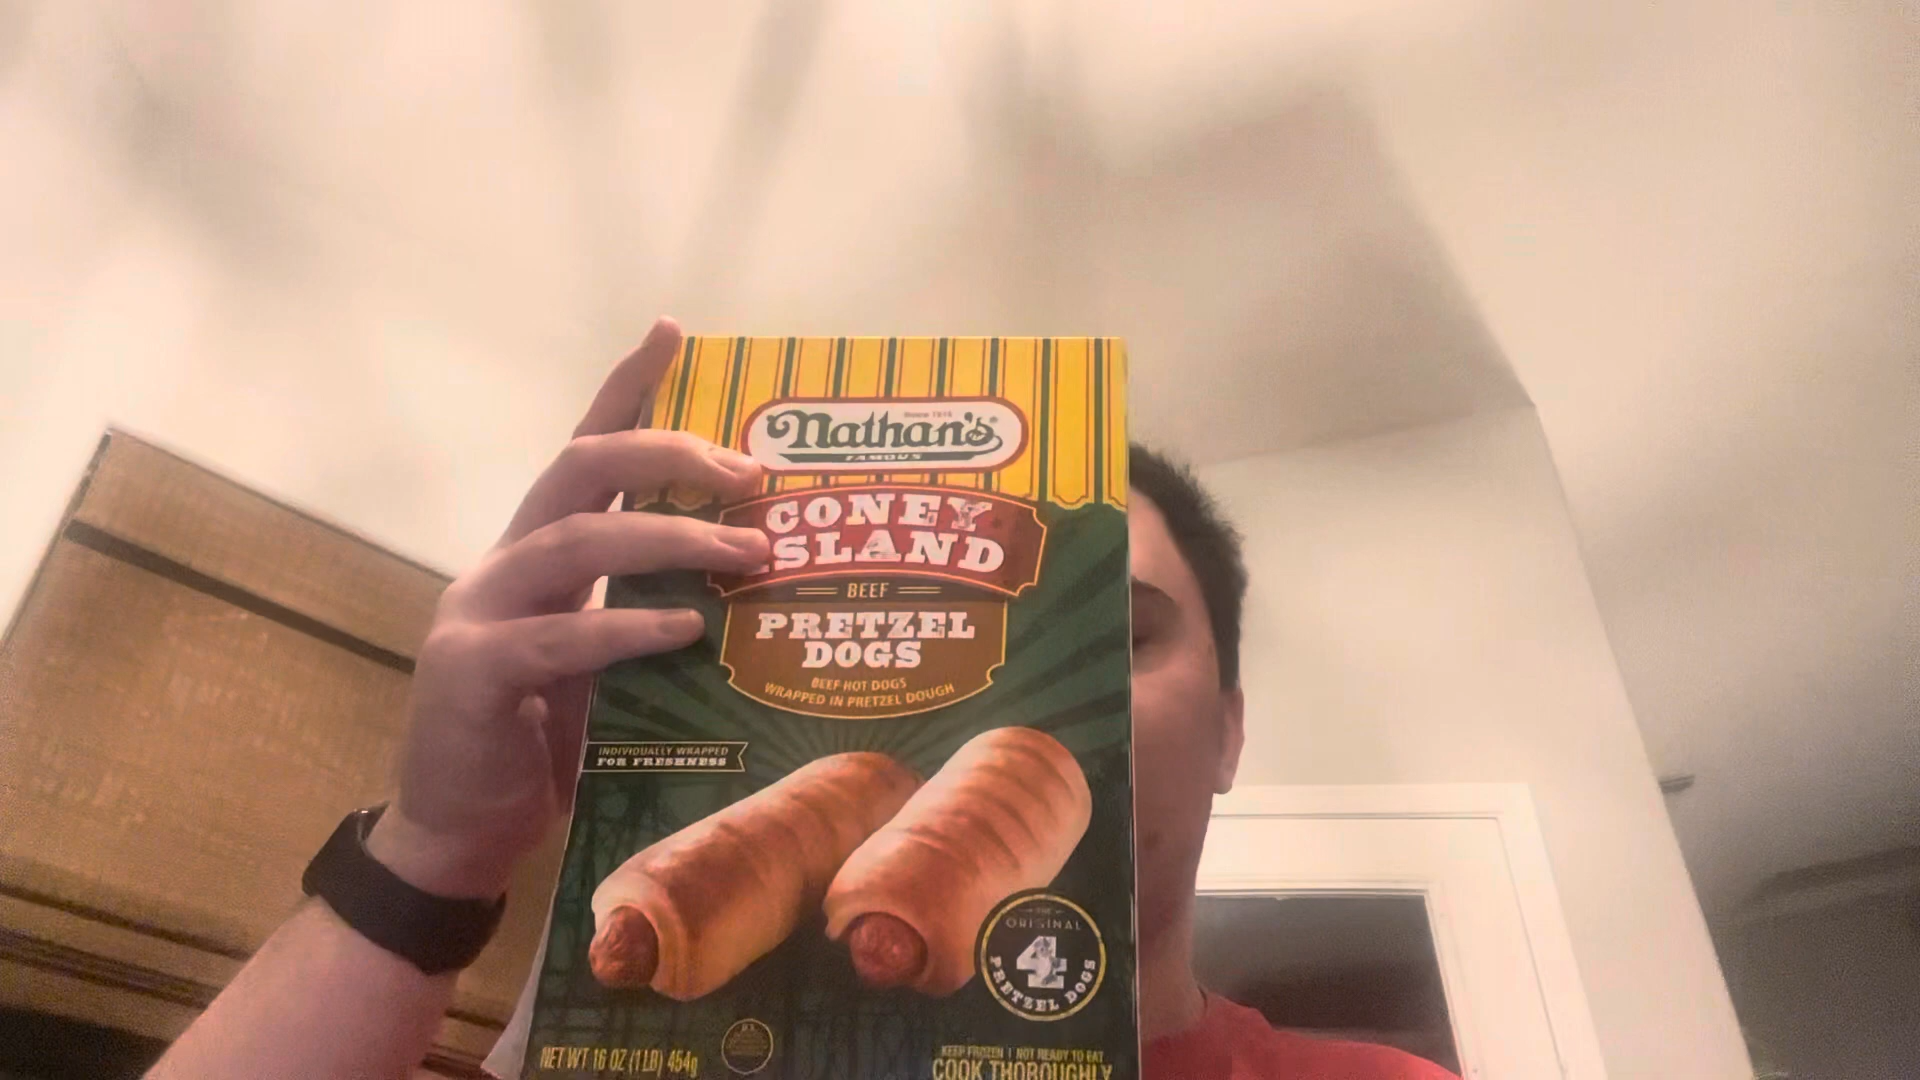 Since 1916
Nathan's
FAMOUS
CONEY
ISLAND
BEEF
PRETZEL
DOGS
BEEF HOT DOGS
WRAPPED IN PRETZEL DOUGH
INDIVIDUALLY WRAPPED
FOR FRESHNESS
THE
ORIGINAL
4
PRETZEL DOGS
NET WT 16 OZ (1 LB) 454g
KEEP FROZEN | NOT READY TO EAT
COOK THOROUGHLY